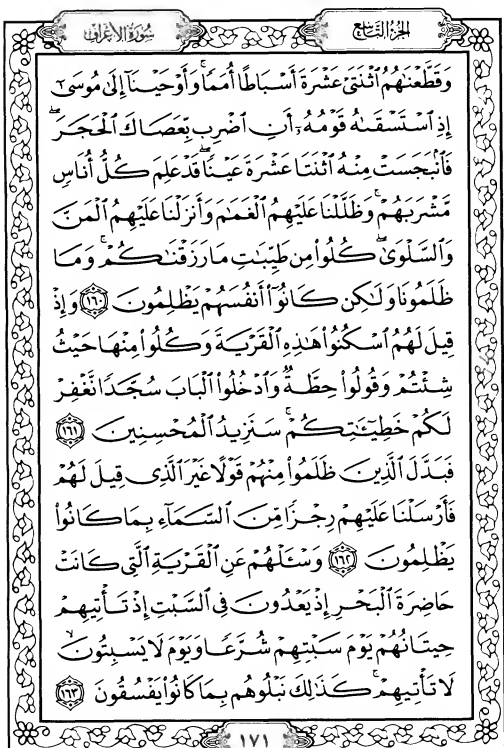 الجزء التاسع
سورة الأعراف
وَقَطَّعْنَٰهُمُ ٱثْنَتَىْ عَشْرَةَ أَسْبَاطًا أُمَمًا ۚ وَأَوْحَيْنَآ إِلَىٰ مُوسَىٰٓ
إِذِ ٱسْتَسْقَىٰهُ قَوْمُهُۥٓ أَنِ ٱضْرِب بِّعَصَاكَ ٱلْحَجَرَ ۖ
فَٱنۢبَجَسَتْ مِنْهُ ٱثْنَتَا عَشْرَةَ عَيْنًا ۖ قَدْ عَلِمَ كُلُّ أُنَاسٍ
مَّشْرَبَهُمْ ۚ وَظَلَّلْنَا عَلَيْهِمُ ٱلْغَمَٰمَ وَأَنزَلْنَا عَلَيْهِمُ ٱلْمَنَّ
وَٱلسَّلْوَىٰ ۖ كُلُوا۟ مِن طَيِّبَٰتِ مَا رَزَقْنَٰكُمْ ۚ وَمَا
ظَلَمُونَا وَلَٰكِن كَانُوٓا۟ أَنفُسَهُمْ يَظْلِمُونَ ١٦٠ وَإِذْ
قِيلَ لَهُمُ ٱسْكُنُوا۟ هَٰذِهِ ٱلْقَرْيَةَ وَكُلُوا۟ مِنْهَا حَيْثُ
شِئْتُمْ وَقُولُوا۟ حِطَّةٌ وَٱدْخُلُوا۟ ٱلْبَابَ سُجَّدًا نَّغْفِرْ
لَكُمْ خَطِيٓـَٰٔتِكُمْ ۚ سَنَزِيدُ ٱلْمُحْسِنِينَ ١٦١
فَبَدَّلَ ٱلَّذِينَ ظَلَمُوا۟ مِنْهُمْ قَوْلًا غَيْرَ ٱلَّذِى قِيلَ لَهُمْ
فَأَرْسَلْنَا عَلَيْهِمْ رِجْزًا مِّنَ ٱلسَّمَآءِ بِمَا كَانُوا۟
يَظْلِمُونَ ١٦٢ وَسْـَٔلْهُمْ عَنِ ٱلْقَرْيَةِ ٱلَّتِى كَانَتْ
حَاضِرَةَ ٱلْبَحْرِ إِذْ يَعْدُونَ فِى ٱلسَّبْتِ إِذْ تَأْتِيهِمْ
حِيتَانُهُمْ يَوْمَ سَبْتِهِمْ شُرَّعًا وَيَوْمَ لَا يَسْبِتُونَ ۙ
لَا تَأْتِيهِمْ ۚ كَذَٰلِكَ نَبْلُوهُم بِمَا كَانُوا۟ يَفْسُقُونَ ١٦٣
١٧١